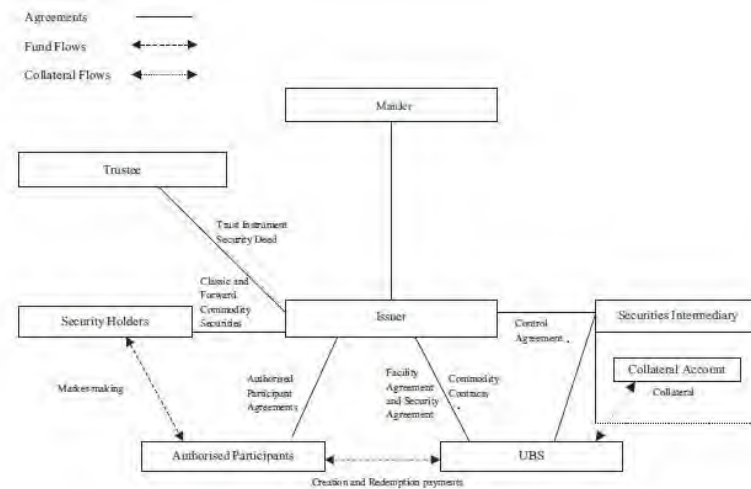 Agreements
Fund Flows
Collateral Flows
ManJer
Trustee
Trust Instrument
Security Deed
Classic and
Forward
Commodity
Securities
Security Holders
Issuer
Securities Intermediary
Control
Agreement
Collateral Account
Collateral
Market-making
Authorised
Participant
Agreements
Facility
Agreement
and Security
Agreement
Commodity
Contracts
Authorised Participants
UBS
Creation and Redemption payments